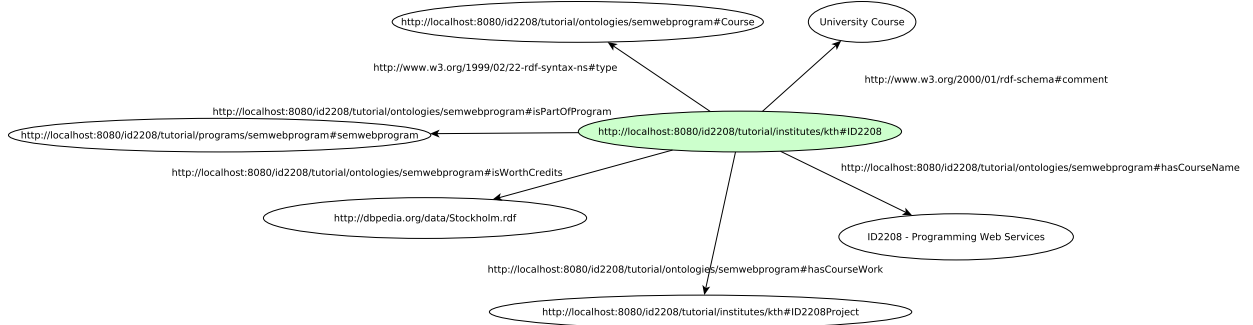 http://localhost:8080/id2208/tutorial/ontologies/semwebprogram#Course
University Course
http://www.w3.org/1999/02/22-rdf-syntax-ns#type
http://www.w3.org/2000/01/rdf-schema#comment
http://localhost:8080/id2208/tutorial/ontologies/semwebprogram#isPartOfProgram
http://localhost:8080/id2208/tutorial/programs/semwebprogram#semwebprogram
http://localhost:8080/id2208/tutorial/institutes/kth#ID2208
http://localhost:8080/id2208/tutorial/ontologies/semwebprogram#hasCourseName
http://localhost:8080/id2208/tutorial/ontologies/semwebprogram#isWorthCredits
http://dbpedia.org/data/Stockholm.rdf
ID2208 - Programming Web Services
http://localhost:8080/id2208/tutorial/ontologies/semwebprogram#hasCourseWork
http://localhost:8080/id2208/tutorial/institutes/kth#ID2208Project